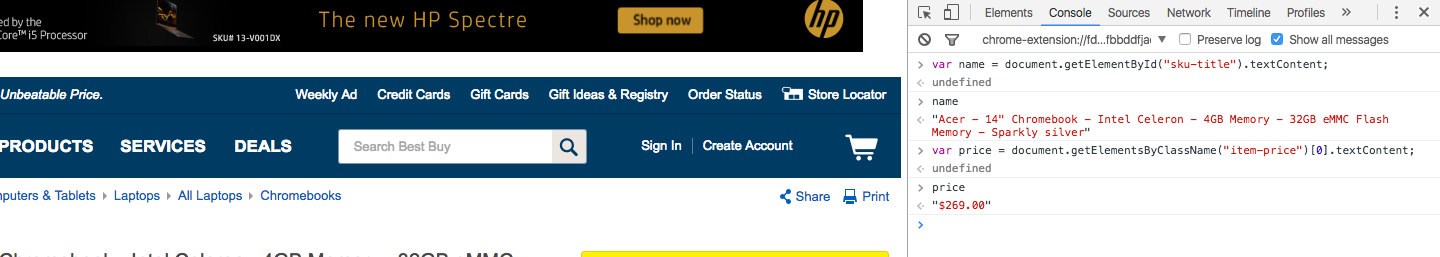 ed by the
Core™ i5 Processor
SKU# 13-V001DX
The new HP Spectre
Shop now
hp
Unbeatable Price.
Weekly Ad Credit Cards Gift Cards Gift Ideas & Registry Order Status Store Locator
PRODUCTS SERVICES DEALS Search Best Buy Sign In Create Account
mputers & Tablets Laptops All Laptops Chromebooks Share Print
Elements Console Sources Network Timeline Profiles »
chrome-extension://fd...fbbddfjac ▼ Preserve log Show all messages
> var name = document.getElementById("sku-title").textContent;
undefined
> name
"Acer - 14" Chromebook - Intel Celeron - 4GB Memory - 32GB eMMC Flash
Memory - Sparkly silver"
> var price = document.getElementsByClassName("item-price")[0].textContent;
undefined
> price
"$269.00"
>